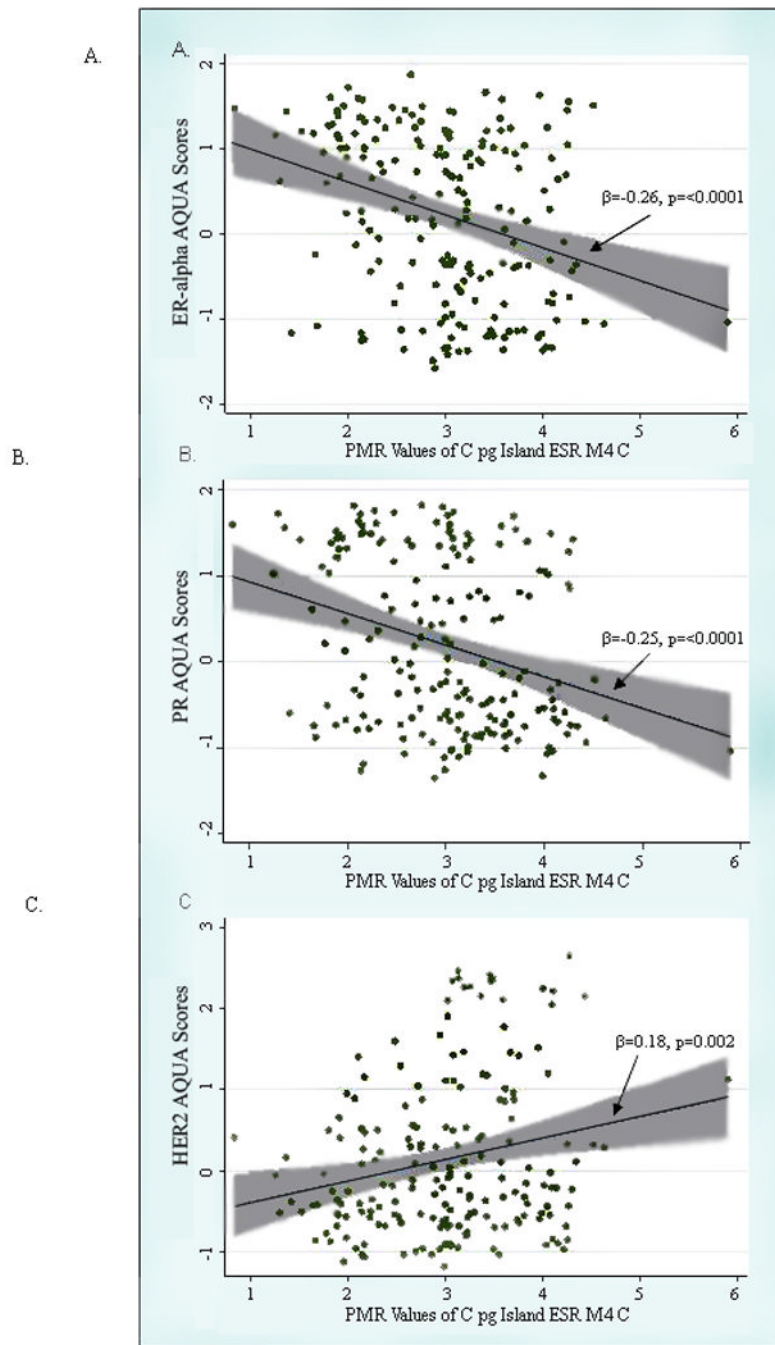 A.
A.
2
1
0
-1
-2
ER-alpha AQUA Scores
β=-0.26, p=<0.0001
1 2 3 4 5 6
PMR Values of C pg Island ESR M4 C
B.
B.
2
1
0
-1
-2
PR AQUA Scores
β=-0.25, p=<0.0001
1 2 3 4 5 6
PMR Values of C pg Island ESR M4 C
C.
C
3
2
1
0
-1
HER2 AQUA Scores
β=0.18, p=0.002
1 2 3 4 5 6
PMR Values of C pg Island ESR M4 C